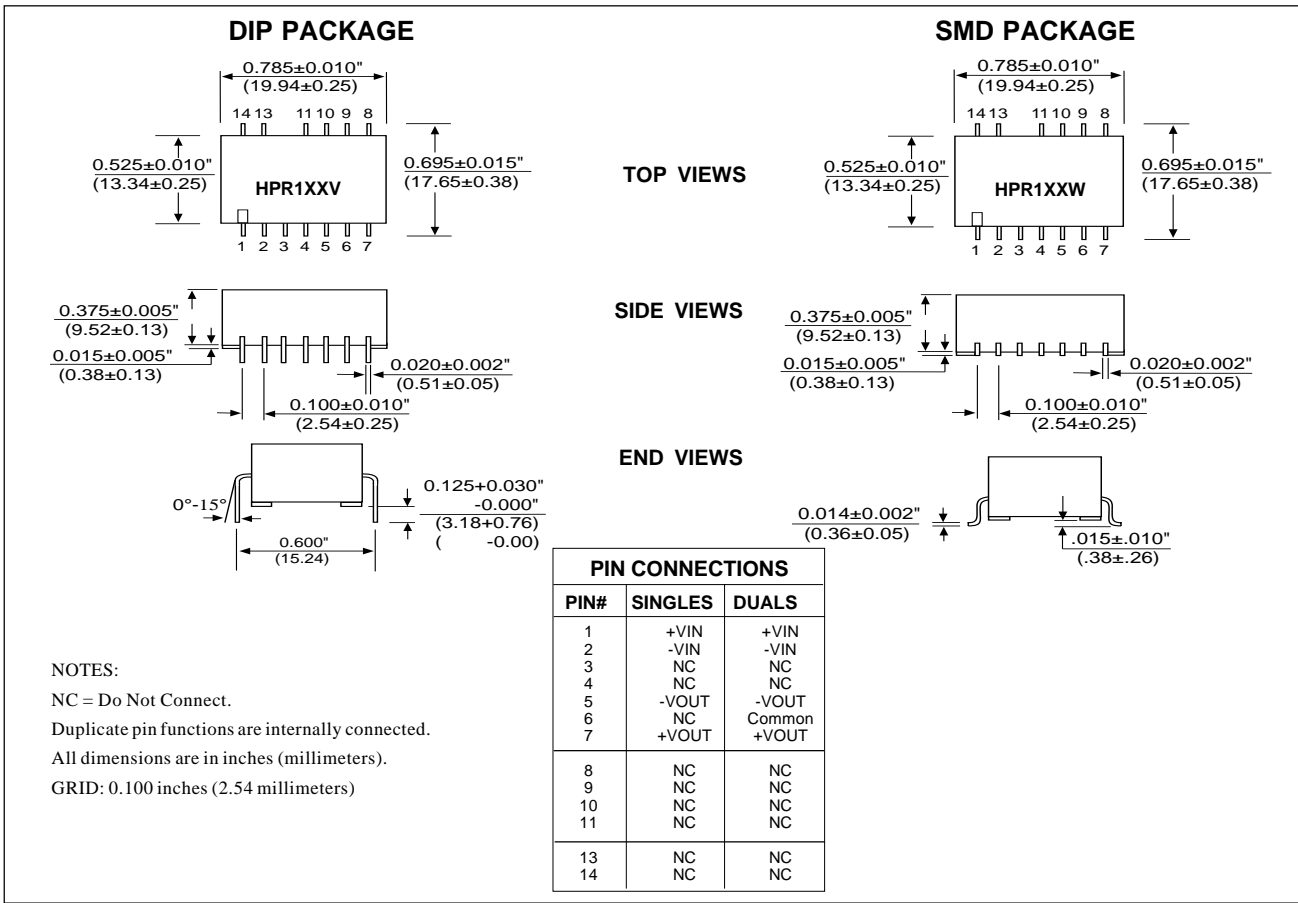 DIP PACKAGE
0.785±0.010"
(19.94±0.25)
14 13 11 10 9 8
0.525±0.010"
(13.34±0.25)
HPR1XXV
0.695±0.015"
(17.65±0.38)
1 2 3 4 5 6 7
TOP VIEWS
SMD PACKAGE
0.785±0.010"
(19.94±0.25)
14 13 11 10 9 8
0.525±0.010"
(13.34±0.25)
HPR1XXW
0.695±0.015"
(17.65±0.38)
1 2 3 4 5 6 7
0.375±0.005"
(9.52±0.13)
0.015±0.005"
(0.38±0.13)
0.020±0.002"
(0.51±0.05)
0.100±0.010"
(2.54±0.25)
SIDE VIEWS
0.375±0.005"
(9.52±0.13)
0.015±0.005"
(0.38±0.13)
0.020±0.002"
(0.51±0.05)
0.100±0.010"
(2.54±0.25)
END VIEWS
0°-15°
0.125+0.030"
-0.000"
(3.18+0.76)
( -0.00)
0.600"
(15.24)
0.014±0.002"
(0.36±0.05)
.015±.010"
(.38±.26)
PIN CONNECTIONS
PIN# SINGLES DUALS
1 +VIN +VIN
2 -VIN -VIN
3 NC NC
4 NC NC
5 -VOUT -VOUT
6 NC Common
7 +VOUT +VOUT
8 NC NC
9 NC NC
10 NC NC
11 NC NC
13 NC NC
14 NC NC
NOTES:
NC = Do Not Connect.
Duplicate pin functions are internally connected.
All dimensions are in inches (millimeters).
GRID: 0.100 inches (2.54 millimeters)